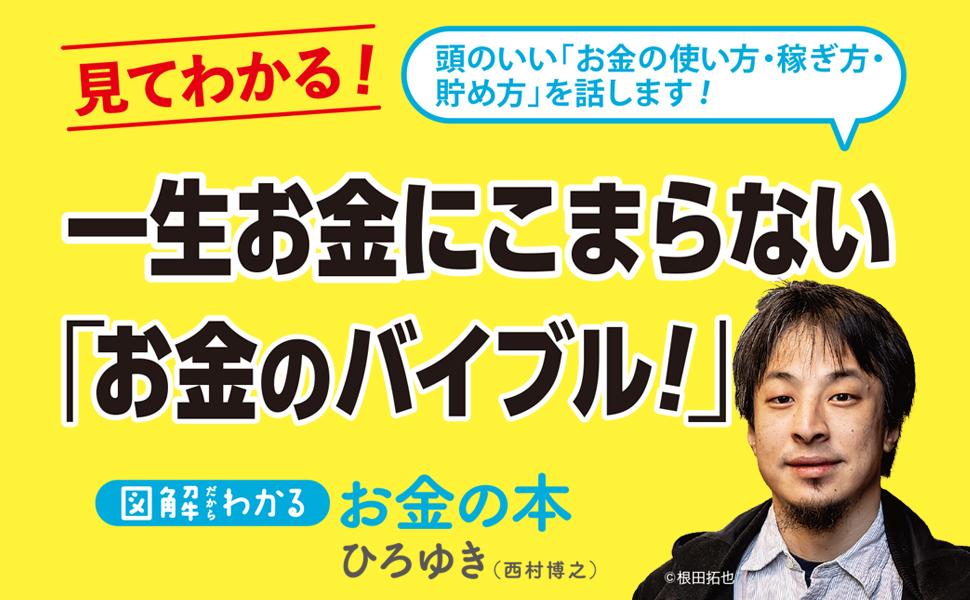 見てわかる!
頭のいい「お金の使い方・稼ぎ方・
貯め方」を話します!
一生お金にこまらない
「お金のバイブル!」
図解だからわかる お金の本
ひろゆき(西村博之)
©根田拓也